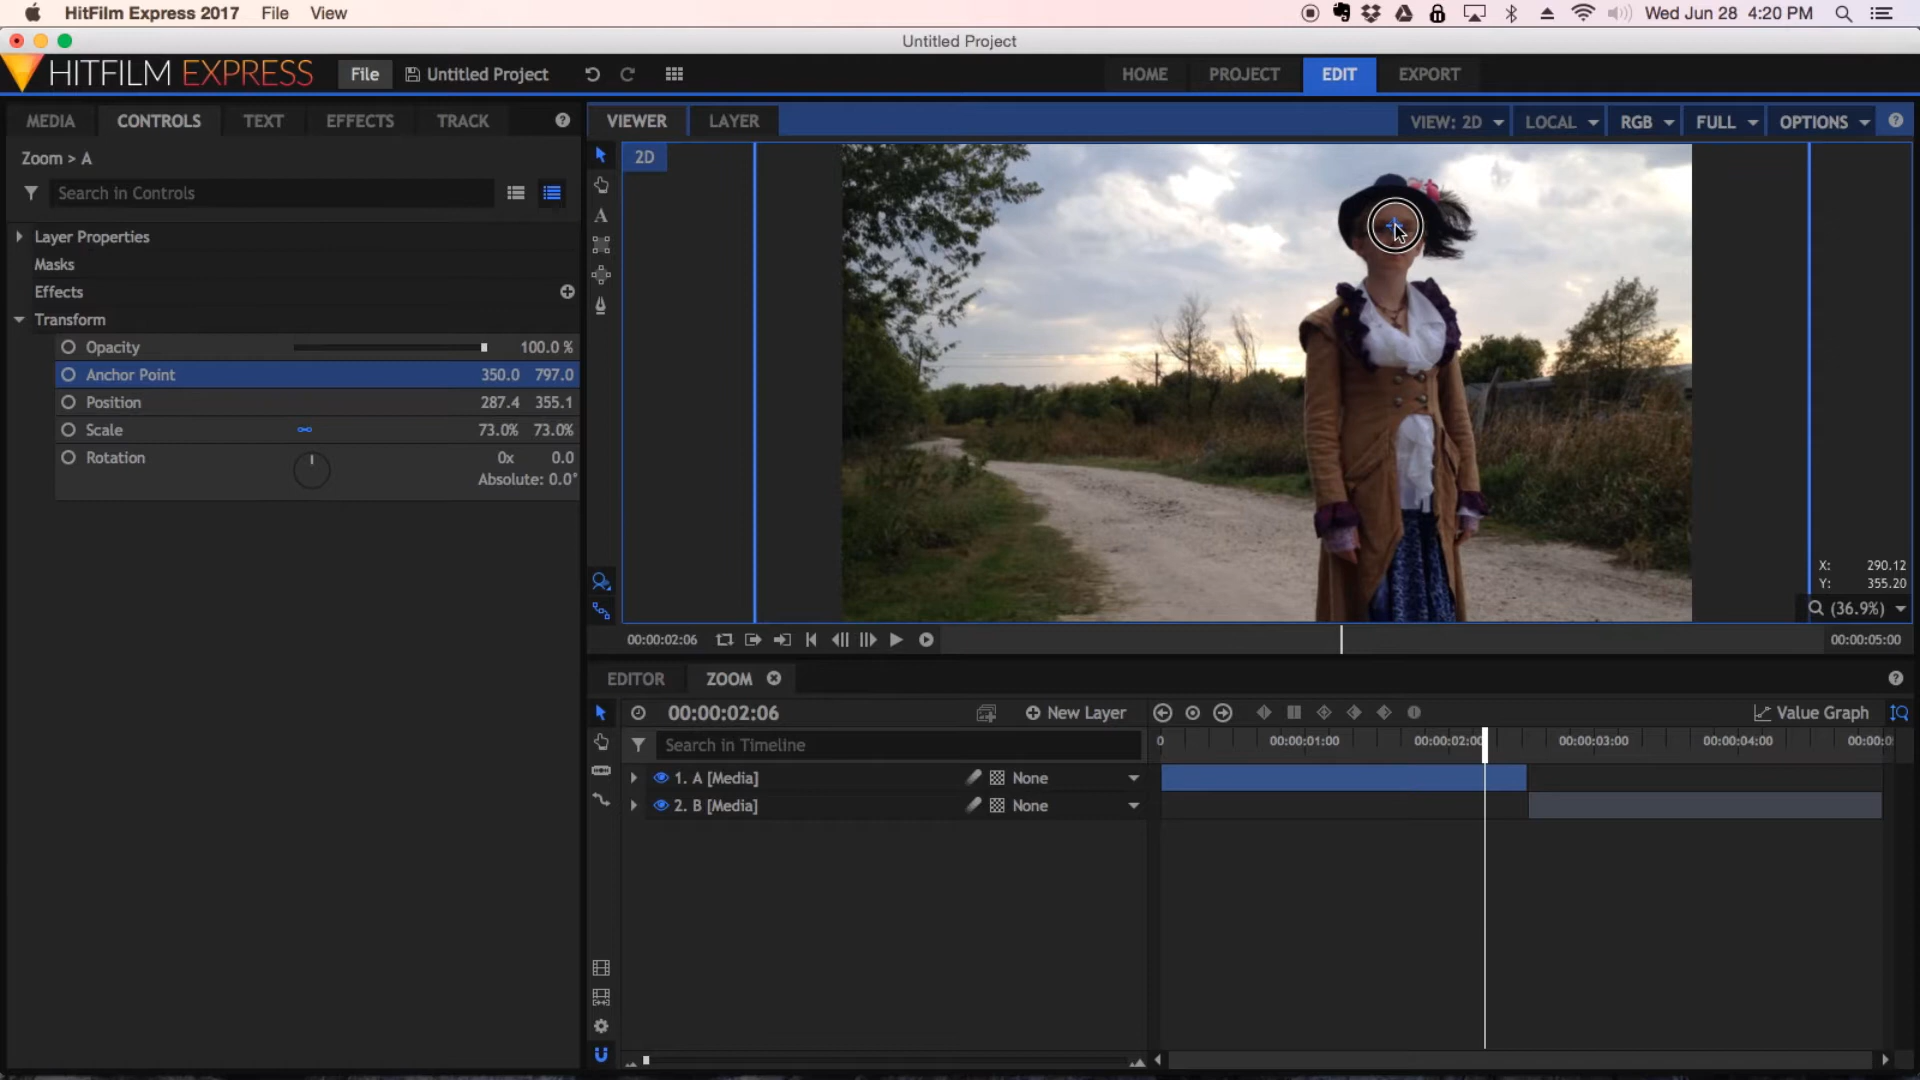 HitFilm Express 2017 File View Wed Jun 28 4:20 PM
Untitled Project
HITFILM EXPRESS File Untitled Project HOME PROJECT EDIT EXPORT
MEDIA CONTROLS TEXT EFFECTS TRACK
VIEWER LAYER VIEW: 2D LOCAL RGB FULL OPTIONS
Zoom > A
2D
Search in Controls
Layer Properties
Masks
Effects
Transform
Opacity 100.0 %
Anchor Point 350.0 797.0
Position 287.4 355.1
Scale 73.0% 73.0%
Rotation 0x 0.0
Absolute: 0.0°
A
X: 290.12
Y: 355.20
(36.9%)
00:00:02:06 00:00:05:00
EDITOR ZOOM
00:00:02:06 New Layer Value Graph
Search in Timeline
0 00:00:01:00 00:00:02:00 00:00:03:00 00:00:04:00 00:00:0
1. A [Media] None
2. B [Media] None